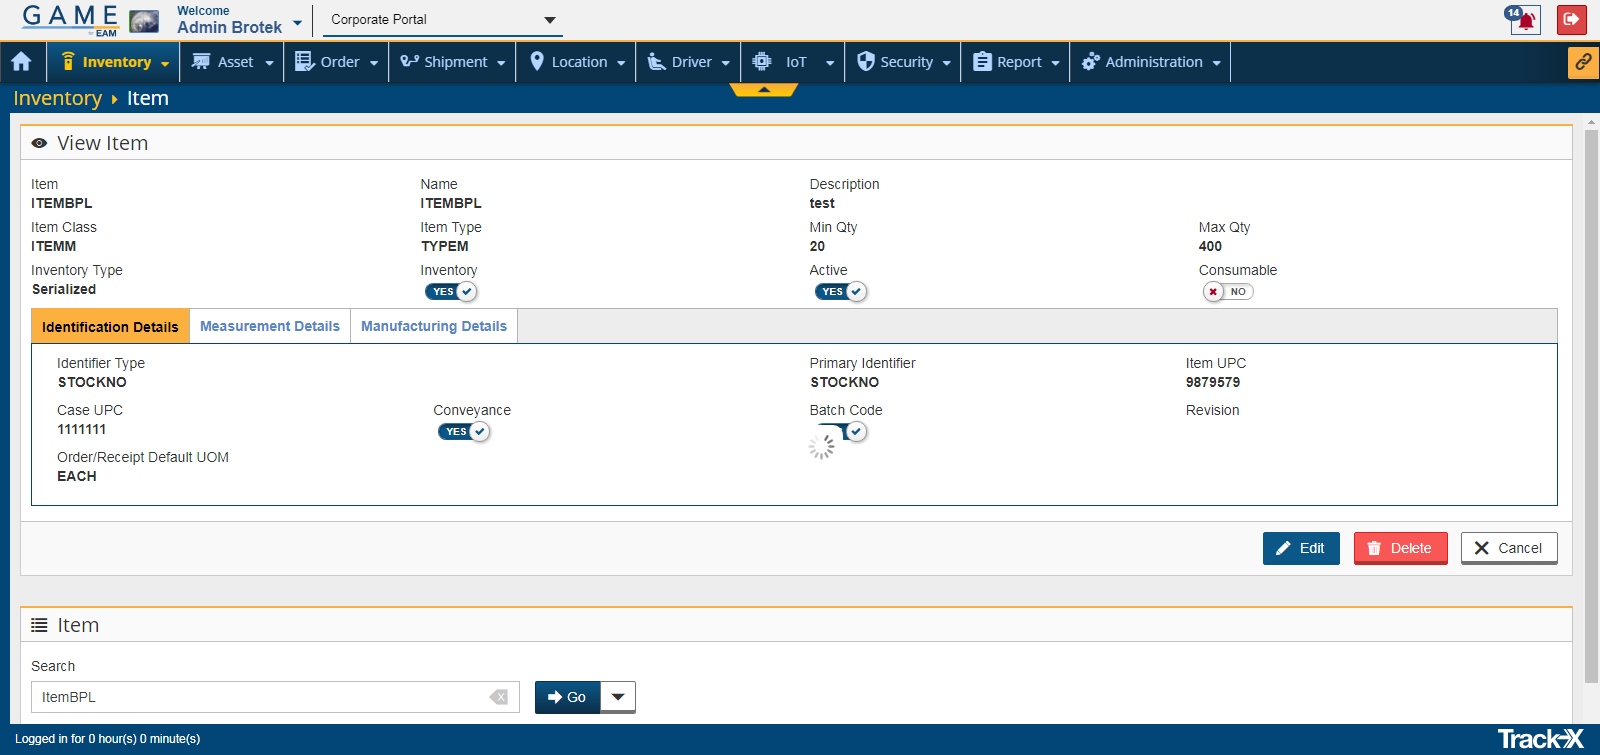 GAME
by EAM
Welcome
Admin Brotek
Corporate Portal
14
Inventory
Asset
Order
Shipment
Location
Driver
IoT
Security
Report
Administration
Inventory Item
View Item
Item
Name
Description
ITEMBPL
ITEMBPL
test
Item Class
Item Type
Min Qty
Max Qty
ITEMM
TYPEM
20
400
Inventory Type
Inventory
Active
Consumable
Serialized
YES
YES
NO
Identification Details
Measurement Details
Manufacturing Details
Identifier Type
Primary Identifier
Item UPC
STOCKNO
STOCKNO
9879579
Case UPC
Conveyance
Batch Code
Revision
1111111
YES
Order/Receipt Default UOM
EACH
Edit
Delete
Cancel
Item
Search
ItemBPL
Go
Logged in for 0 hour(s) 0 minute(s)
Track-X